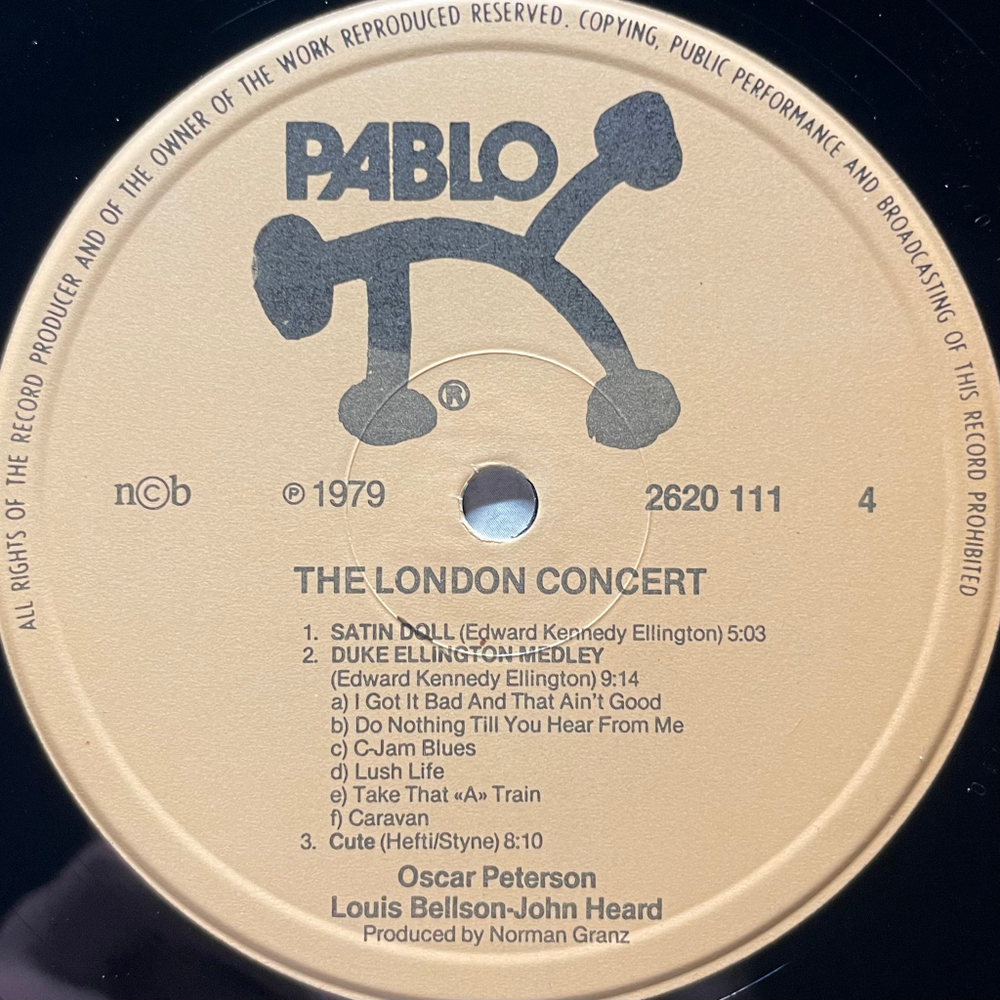 ALL RIGHTS OF THE RECORD PRODUCER AND OF THE OWNER OF THE WORK REPRODUCED RESERVED. COPYING, PUBLIC PERFORMANCE AND BROADCASTING OF THIS RECORD PROHIBITED
PABLO
®
n©b ℗ 1979 2620 111 4
THE LONDON CONCERT
1. SATIN DOLL (Edward Kennedy Ellington) 5:03
2. DUKE ELLINGTON MEDLEY
(Edward Kennedy Ellington) 9:14
a) I Got It Bad And That Ain't Good
b) Do Nothing Till You Hear From Me
c) C-Jam Blues
d) Lush Life
e) Take That «A» Train
f) Caravan
3. Cute (Hefti/Styne) 8:10
Oscar Peterson
Louis Bellson-John Heard
Produced by Norman Granz